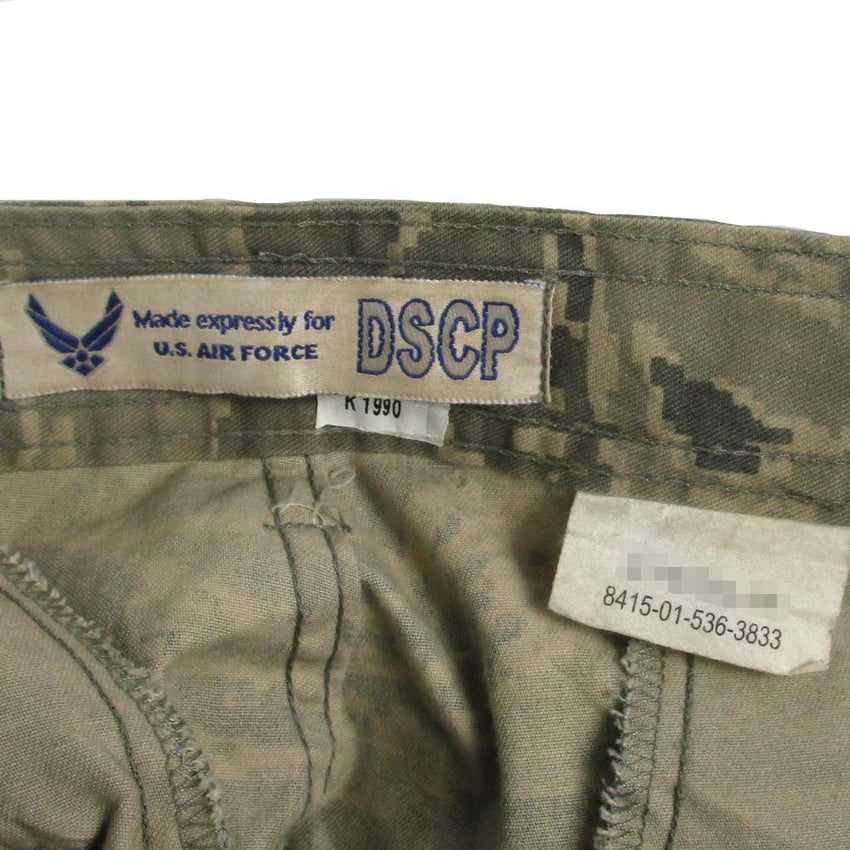 Made expressly for
U.S. AIR FORCE
DSCP
K 1990
8415-01-536-3833